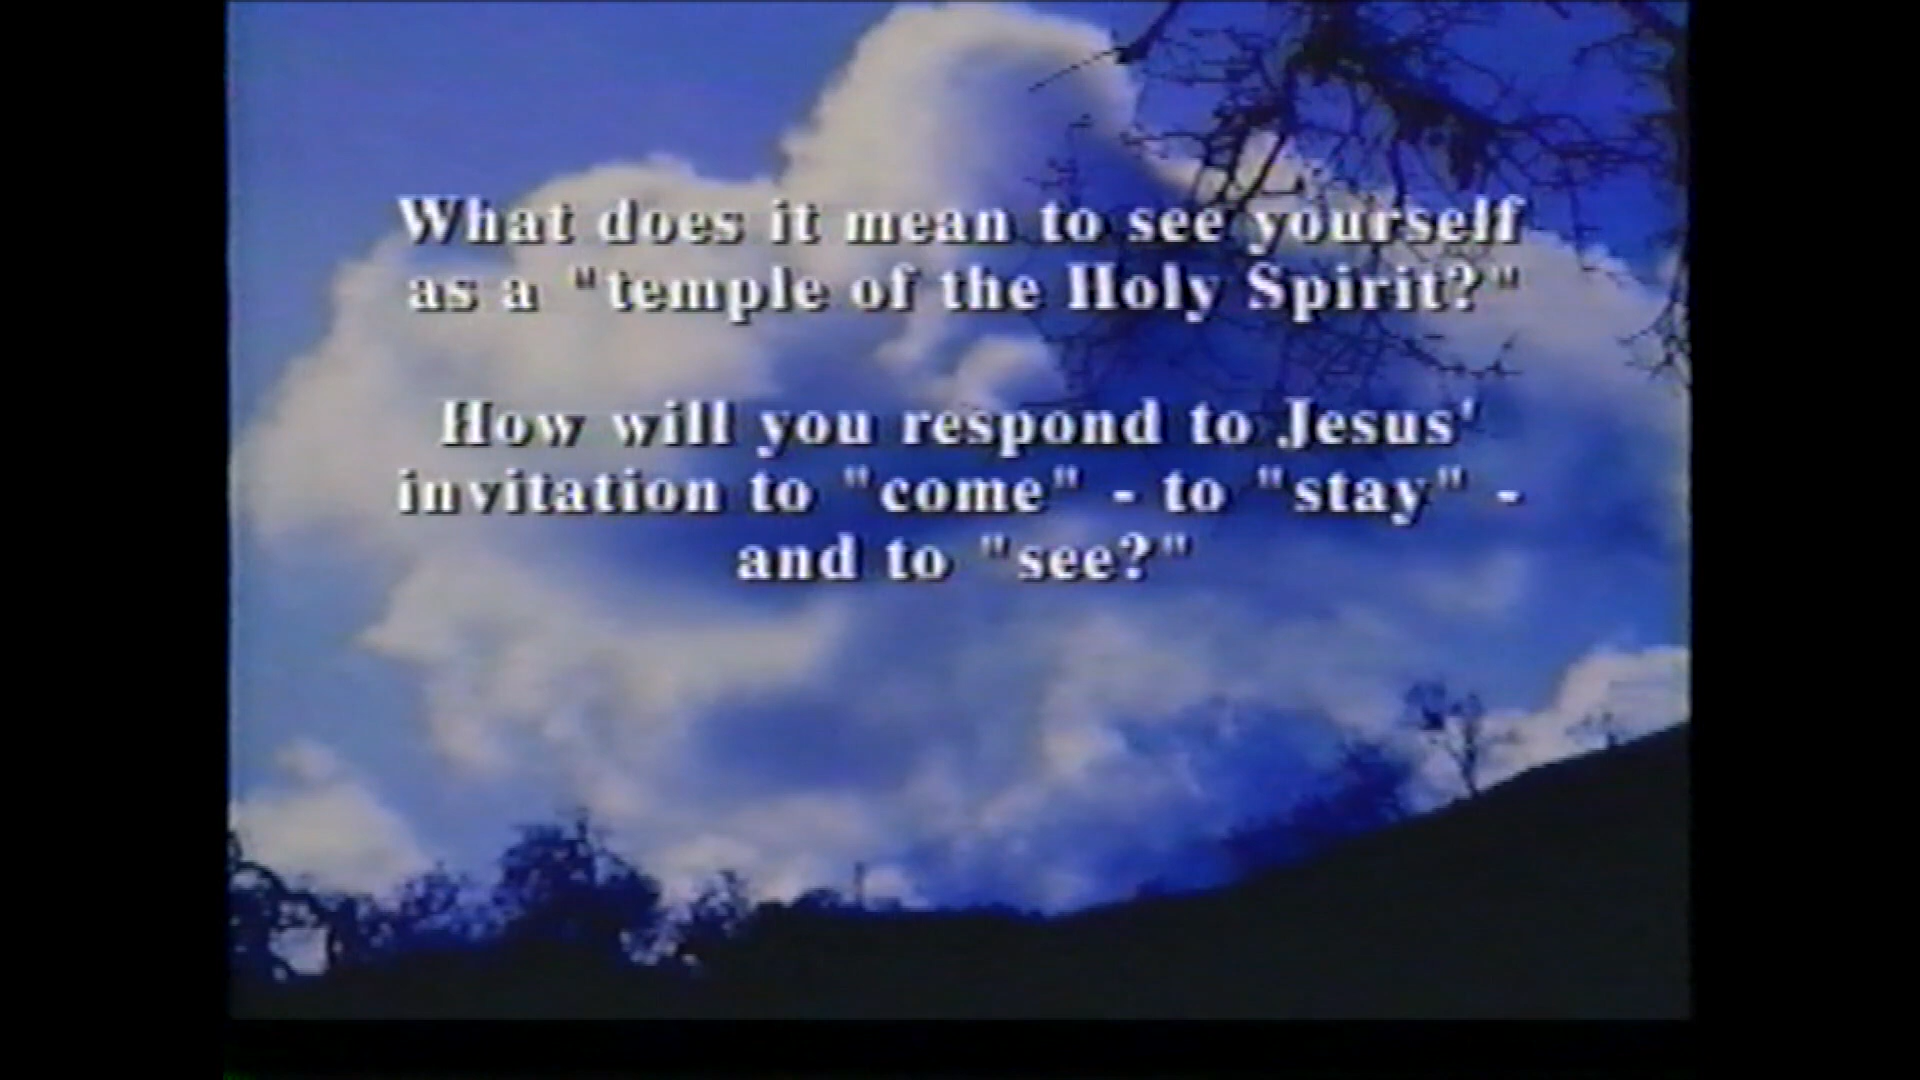 What does it mean to see yourself
as a "temple of the Holy Spirit?"
How will you respond to Jesus'
invitation to "come" - to "stay" -
and to "see?"